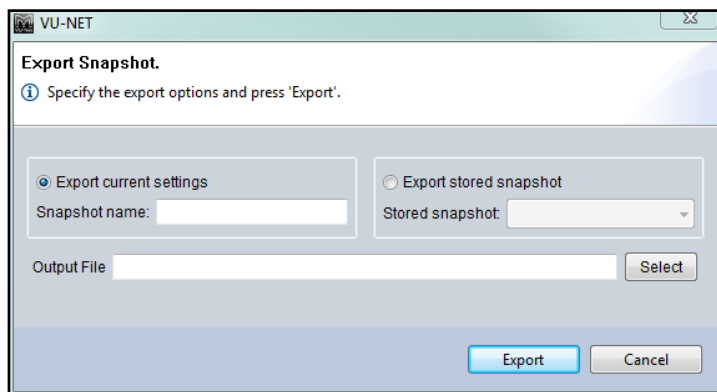 VU-NET
Export Snapshot.
Specify the export options and press 'Export'.
Export current settings
Snapshot name:
Export stored snapshot
Stored snapshot:
Output File
Select
Export
Cancel